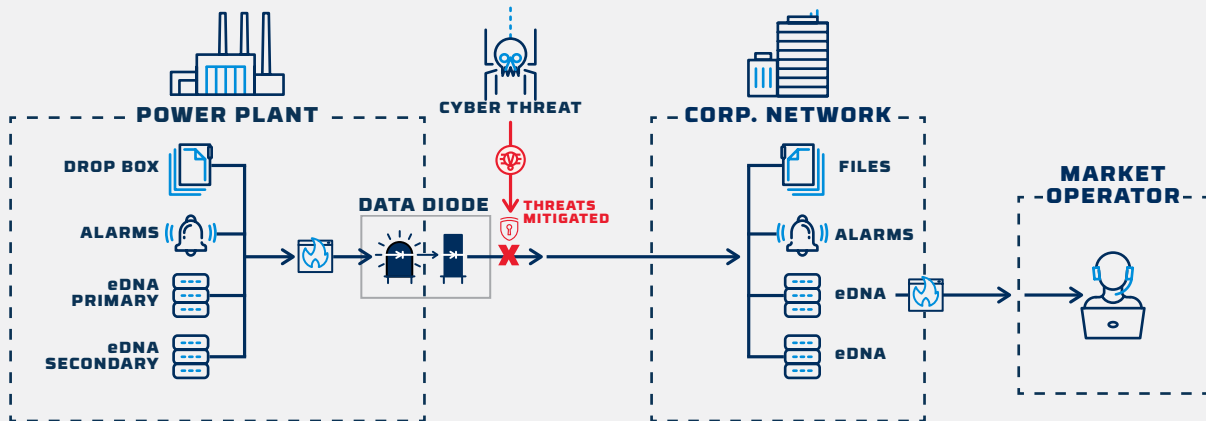 POWER PLANT
DROP BOX
ALARMS
eDNA
PRIMARY
eDNA
SECONDARY
DATA DIODE
CYBER THREAT
THREATS
MITIGATED
X
CORP. NETWORK
FILES
ALARMS
eDNA
eDNA
MARKET
OPERATOR